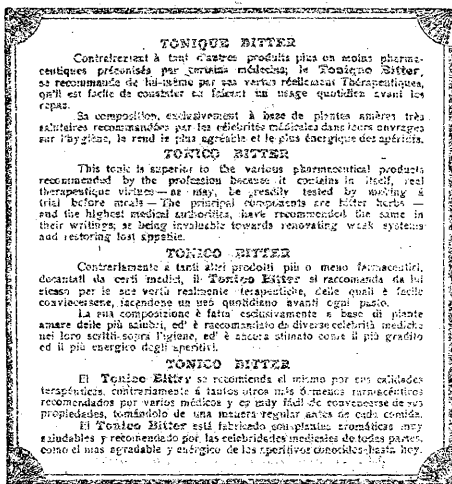 TONIQUE BITTER
Contrairement à tant d'autres produits plus ou moins pharma-
ceutiques préconisés par certains médecins; le Tonique Bitter,
se recommande de lui-même par ses vertus réellement Thérapeutiques,
qu'il est facile de constater en faisant un usage quotidien avant les
repas.
Sa composition, exclusivement à base de plantes amères très
salutaires recommandées par les célébrités médicales dans leurs ouvrages
sur l'hygiène, le rend le plus agréable et le plus énergique des apéritifs.
TONICO BITTER
This tonic is superior to the various pharmaceutical products
recommended by the profession because it contains in itself, real
therapeutique virtues — as may, be greadily tested by making a
trial before meals — The principal components are bitter herbs —
and the highest medical authorities, have recommended the same in
their writings, as being invaluable towards renovating weak systems
and restoring lost appetite.
TONICO BITTER
Contrariamente à tanti altri prodotti più o meno farmaceutici,
decantati da certi medici, il Tonico Bitter si raccomanda da lui
stesso per le sue vertù realmente terapeutiche, delle quali è facile
convincersene, facendone un uso quotidiano avanti ogni pasto.
La sua composizione è fatta esclusivamente a base di piante
amare delle più salubri, ed' è raccomandato da diverse celebrità mediche
nei loro scritti sopra l'igiene, ed' è ancora stimato come il più gradito
ed il più energico degli aperitivi.
TONICO BITTER
El Tonico Bitter se recomienda el mismo por sus calidades
terapéuticas, contrariamente á tantos otros más ó menos farmacéuticos
recomendados por varios médicos y es muy fácil de convencerse de sus
propiedades, tomándolo de una manera regular antes de cada comida.
El Tonico Bitter está fabricado con plantas aromáticas muy
saludables y recomendado por las celebridades medicales de todas partes,
como el mas agradable y enérgico de los aperitivos conocidos hasta hoy.